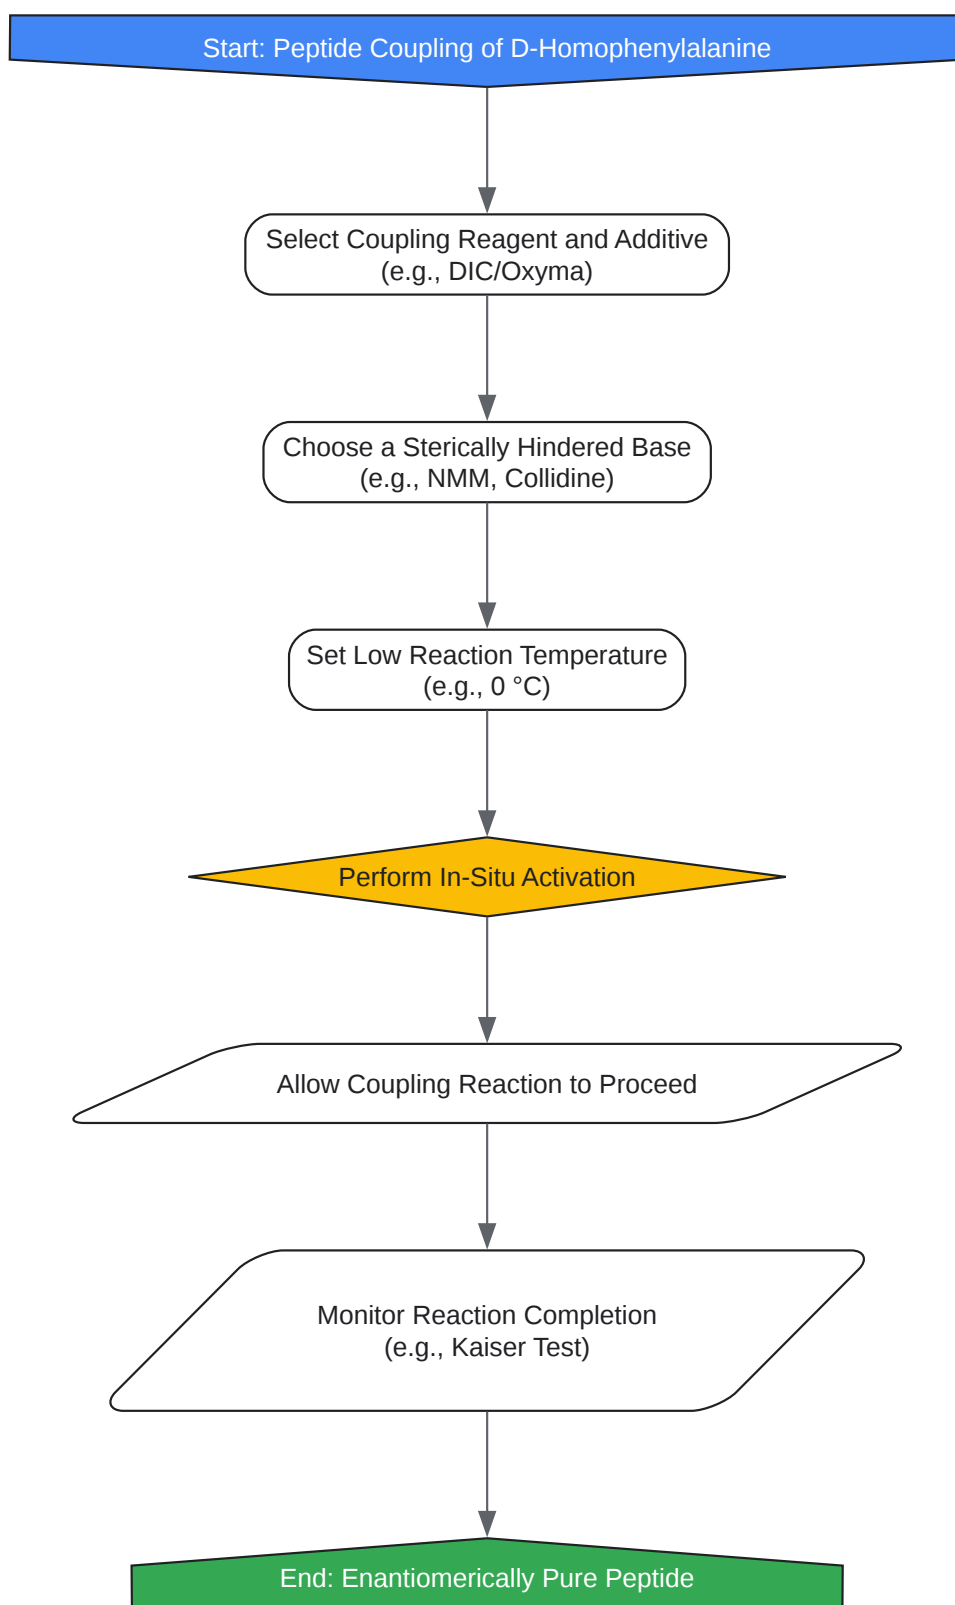 Start: Peptide Coupling of D-Homophenylalanine
Select Coupling Reagent and Additive
(e.g., DIC/Oxyma)
Choose a Sterically Hindered Base
(e.g., NMM, Collidine)
Set Low Reaction Temperature
(e.g., 0 °C)
Perform In-Situ Activation
Allow Coupling Reaction to Proceed
Monitor Reaction Completion
(e.g., Kaiser Test)
End: Enantiomerically Pure Peptide